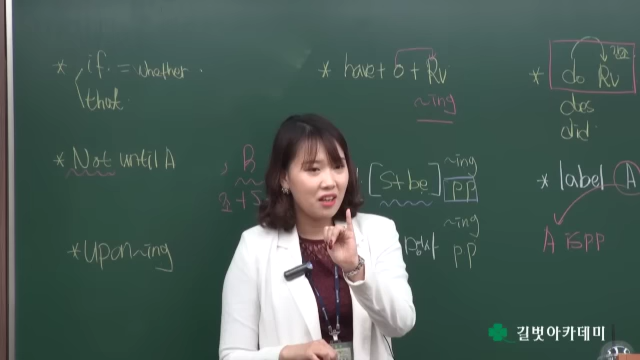 * if = whether
that
* Not until A
* upon ~ing
* have + o + Rv
~ing
B
[S + be]
~ing
pp
~ing
pp
* do Rv
does
did
* label A
A is pp
길벗아카데미